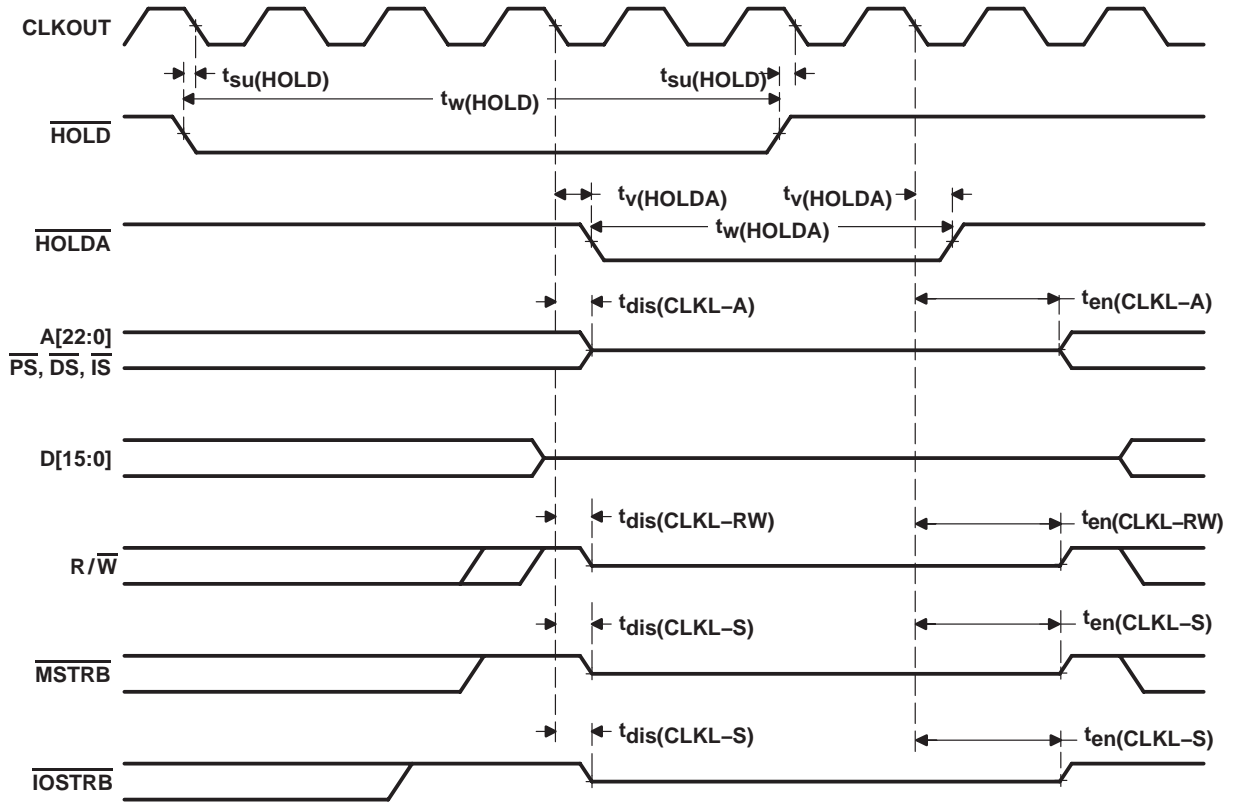 CLKOUT
tsu(HOLD)
tsu(HOLD)
tw(HOLD)
HOLD
tv(HOLDA)
tv(HOLDA)
tw(HOLDA)
HOLDA
tdis(CLKL–A)
ten(CLKL–A)
A[22:0]
PS, DS, IS
D[15:0]
tdis(CLKL–RW)
ten(CLKL–RW)
R/W
tdis(CLKL–S)
ten(CLKL–S)
MSTRB
tdis(CLKL–S)
ten(CLKL–S)
IOSTRB